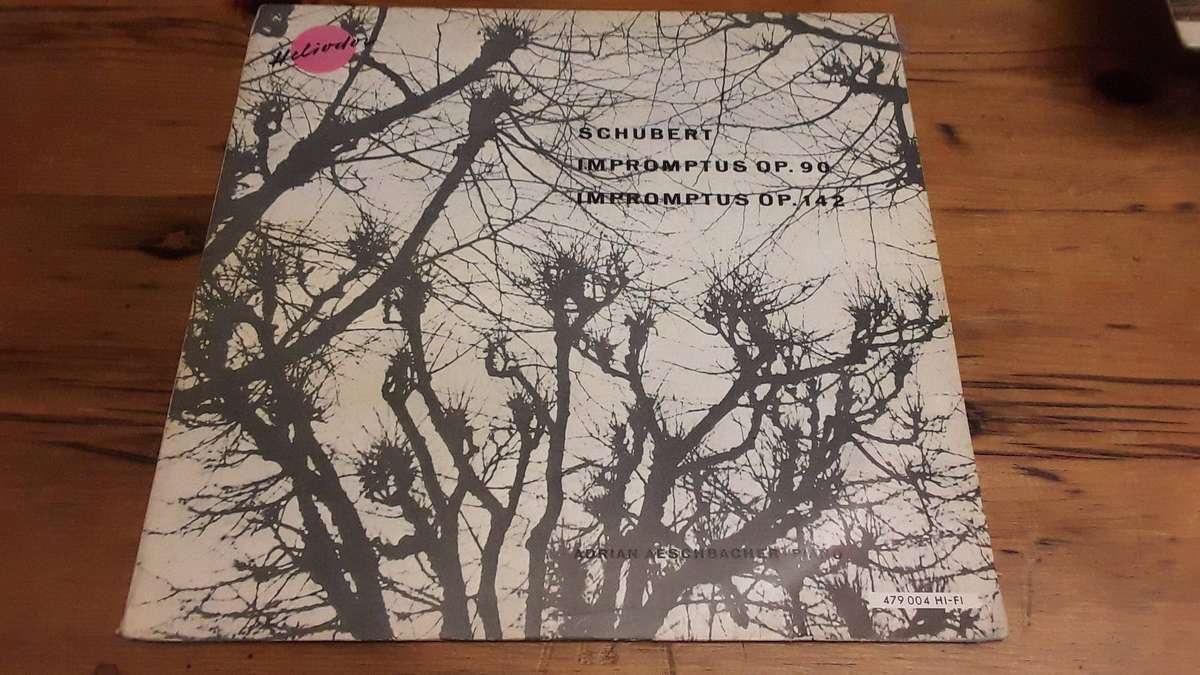 Heliodor
SCHUBERT
IMPROMPTUS OP. 90
IMPROMPTUS OP. 142
ADRIAN AESCHBACHER PIANO
479 004 HI-FI